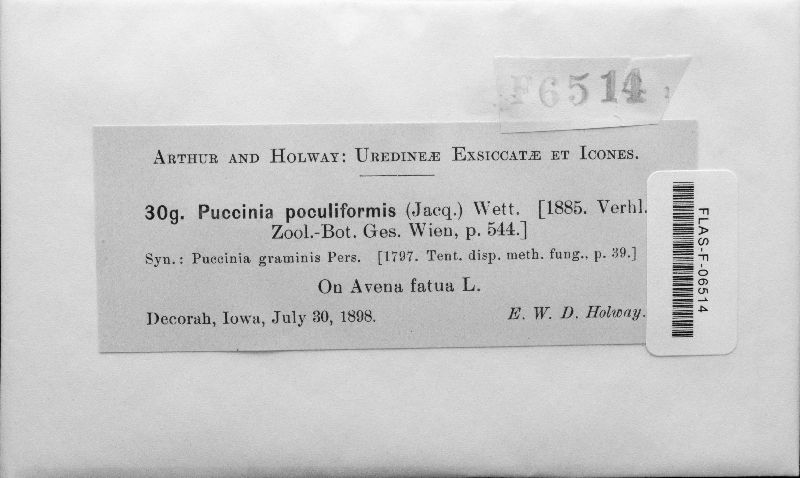 F6514
ARTHUR AND HOLWAY: UREDINEÆ EXSICCATÆ ET ICONES.
30g. Puccinia poculiformis (Jacq.) Wett. [1885. Verhl.
Zool.-Bot. Ges. Wien, p. 544.]
Syn.: Puccinia graminis Pers. [1797. Tent. disp. meth. fung., p. 39.]
On Avena fatua L.
Decorah, Iowa, July 30, 1898. E. W. D. Holway.
FLAS-F-06514